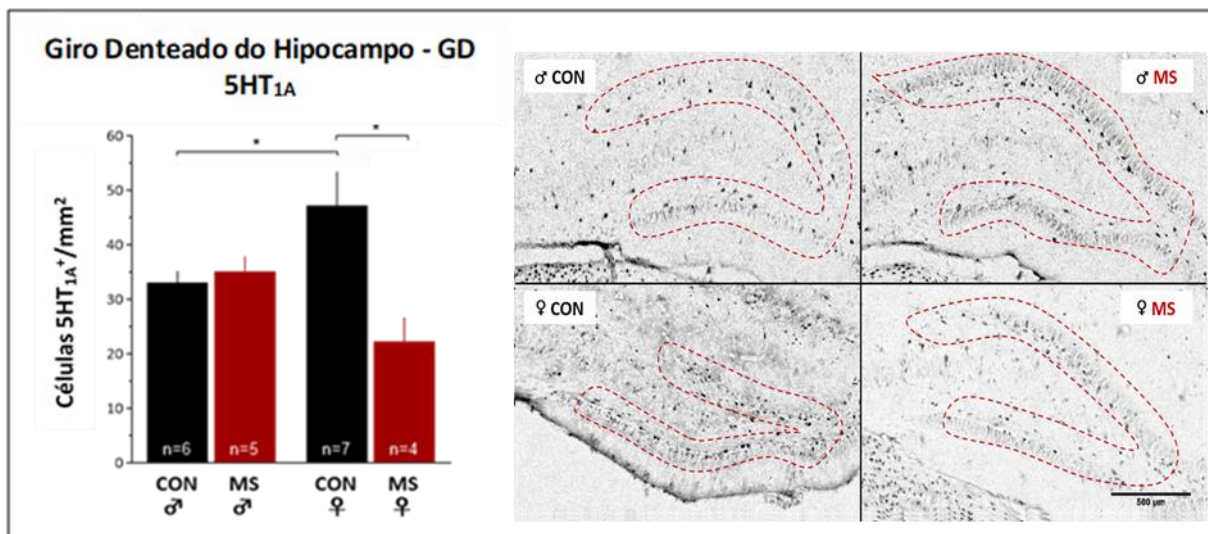 Giro Denteado do Hipocampo - GD
5HT1A
Células 5HT1A+/mm²
60
50
40
30
20
10
0
*
*
n=6
n=5
n=7
n=4
CON
♂
MS
♂
CON
♀
MS
♀
♂ CON
♂ MS
♀ CON
♀ MS
500 µm